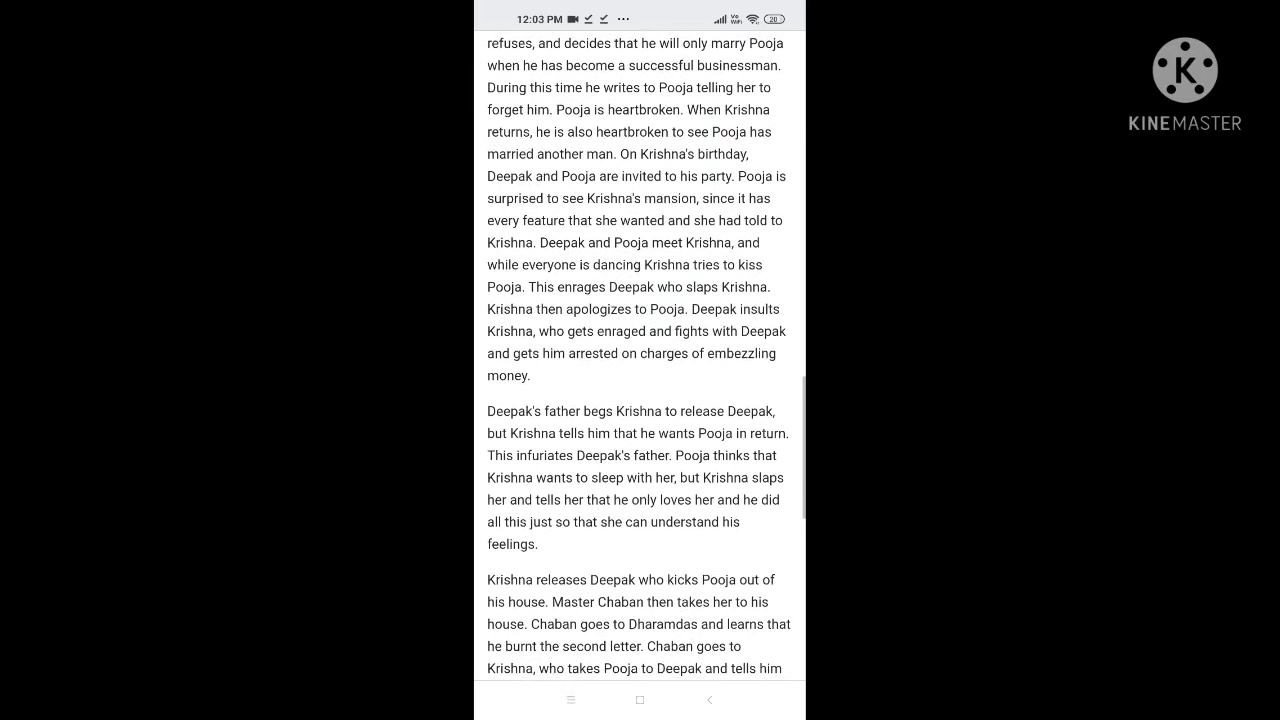 12:03 PM
Vo
WiFi
20
K
KINEMASTER
refuses, and decides that he will only marry Pooja
when he has become a successful businessman.
During this time he writes to Pooja telling her to
forget him. Pooja is heartbroken. When Krishna
returns, he is also heartbroken to see Pooja has
married another man. On Krishna's birthday,
Deepak and Pooja are invited to his party. Pooja is
surprised to see Krishna's mansion, since it has
every feature that she wanted and she had told to
Krishna. Deepak and Pooja meet Krishna, and
while everyone is dancing Krishna tries to kiss
Pooja. This enrages Deepak who slaps Krishna.
Krishna then apologizes to Pooja. Deepak insults
Krishna, who gets enraged and fights with Deepak
and gets him arrested on charges of embezzling
money.
Deepak's father begs Krishna to release Deepak,
but Krishna tells him that he wants Pooja in return.
This infuriates Deepak's father. Pooja thinks that
Krishna wants to sleep with her, but Krishna slaps
her and tells her that he only loves her and he did
all this just so that she can understand his
feelings.
Krishna releases Deepak who kicks Pooja out of
his house. Master Chaban then takes her to his
house. Chaban goes to Dharamdas and learns that
he burnt the second letter. Chaban goes to
Krishna, who takes Pooja to Deepak and tells him